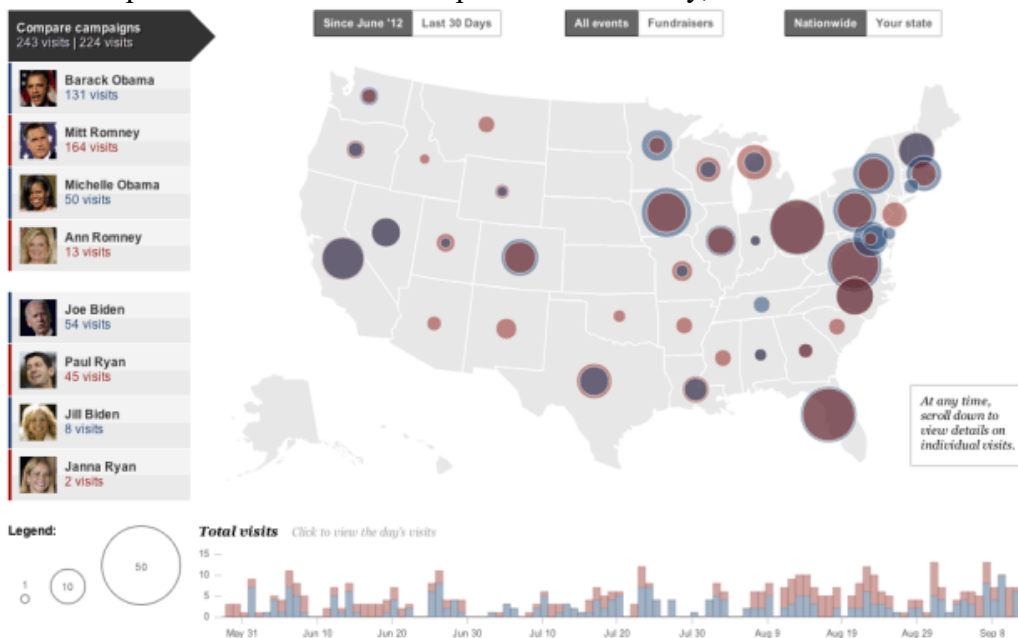 Compare campaigns
243 visits | 224 visits
Since June '12
Last 30 Days
All events
Fundraisers
Nationwide
Your state
Barack Obama
131 visits
Mitt Romney
164 visits
Michelle Obama
50 visits
Ann Romney
13 visits
Joe Biden
54 visits
Paul Ryan
45 visits
Jill Biden
8 visits
Janna Ryan
2 visits
At any time,
scroll down to
view details on
individual visits.
Legend:
1
10
50
Total visits Click to view the day's visits
15
10
5
0
May 31
Jun 10
Jun 20
Jun 30
Jul 10
Jul 20
Jul 30
Aug 9
Aug 19
Aug 29
Sep 8